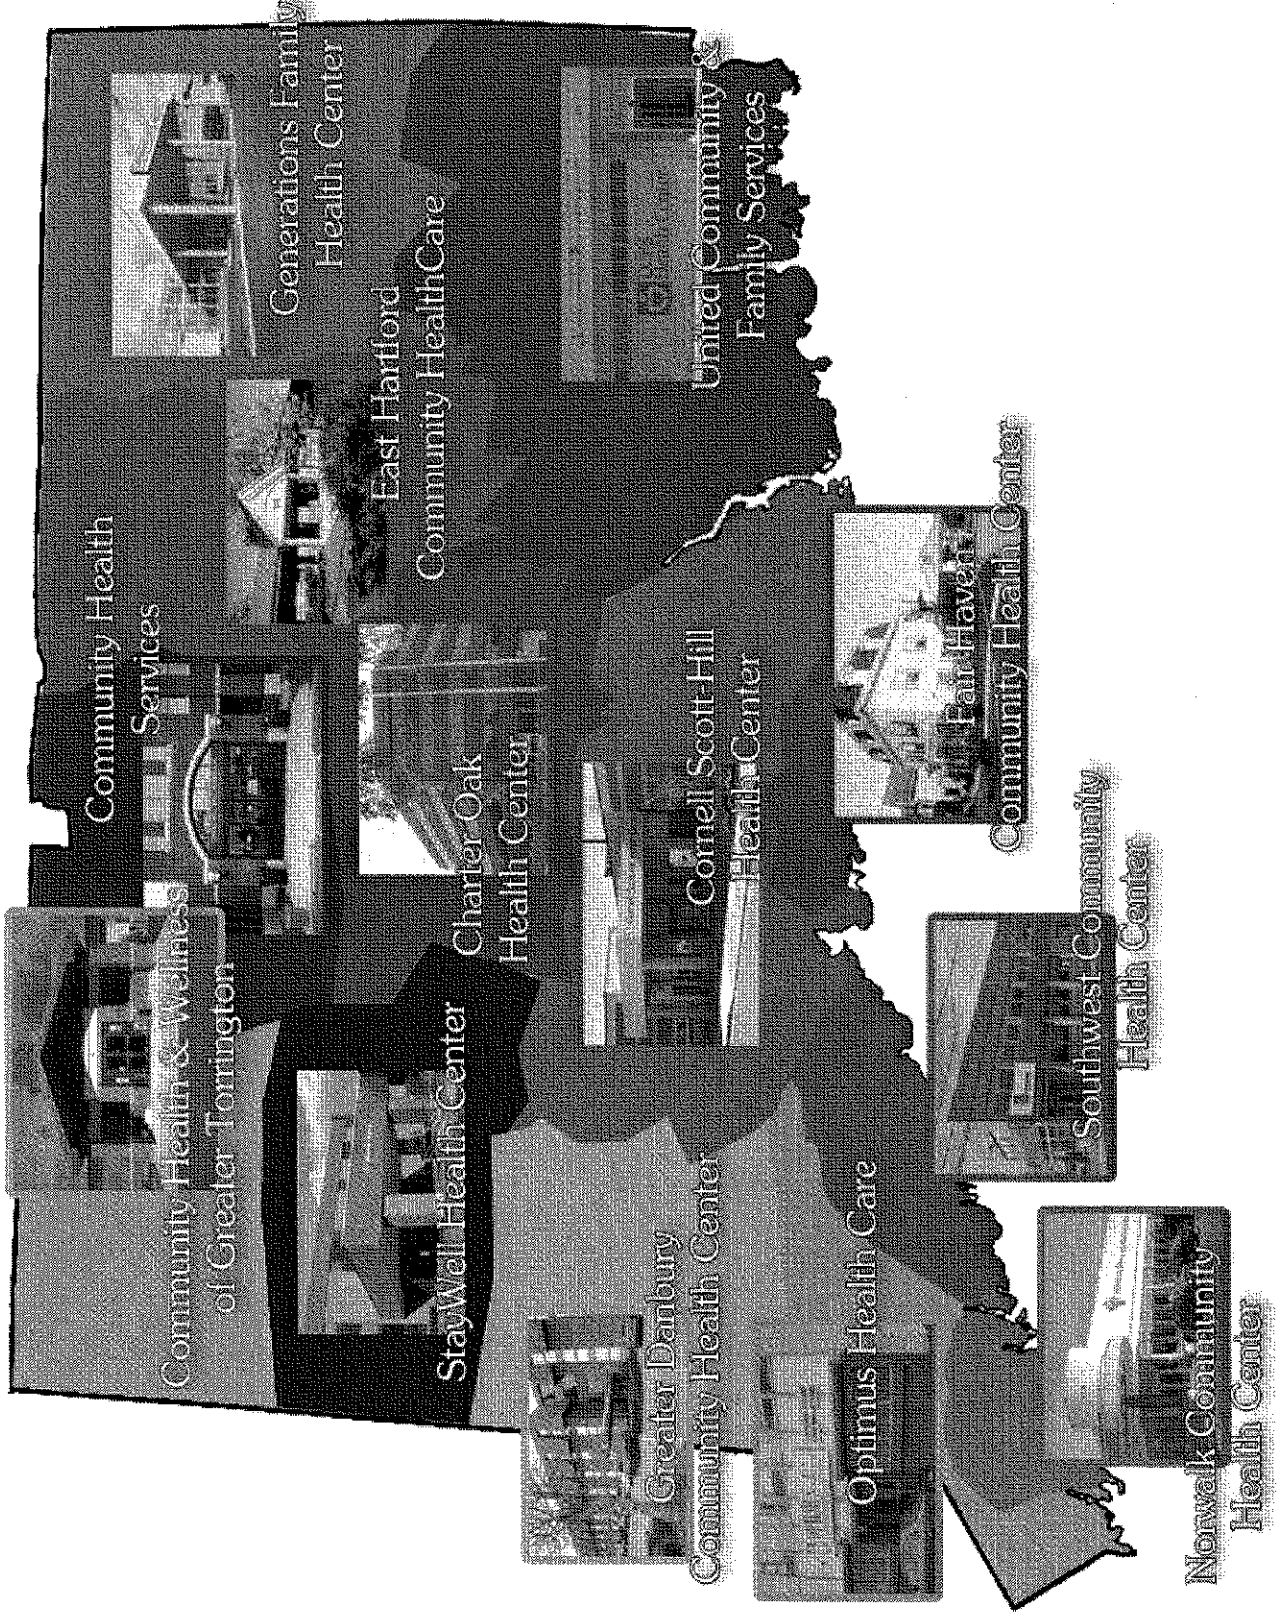 Community Health & Wellness
of Greater Torrington
Community Health
Services
Generations Family
Health Center
East Hartford
Community HealthCare
StayWell Health Center
Charter Oak
Health Center
Greater Danbury
Community Health Center
Cornell Scott-Hill
Health Center
United Community &
Family Services
Optimus Health Care
Fair Haven
Community Health Center
Southwest Community
Health Center
Norwalk Community
Health Center